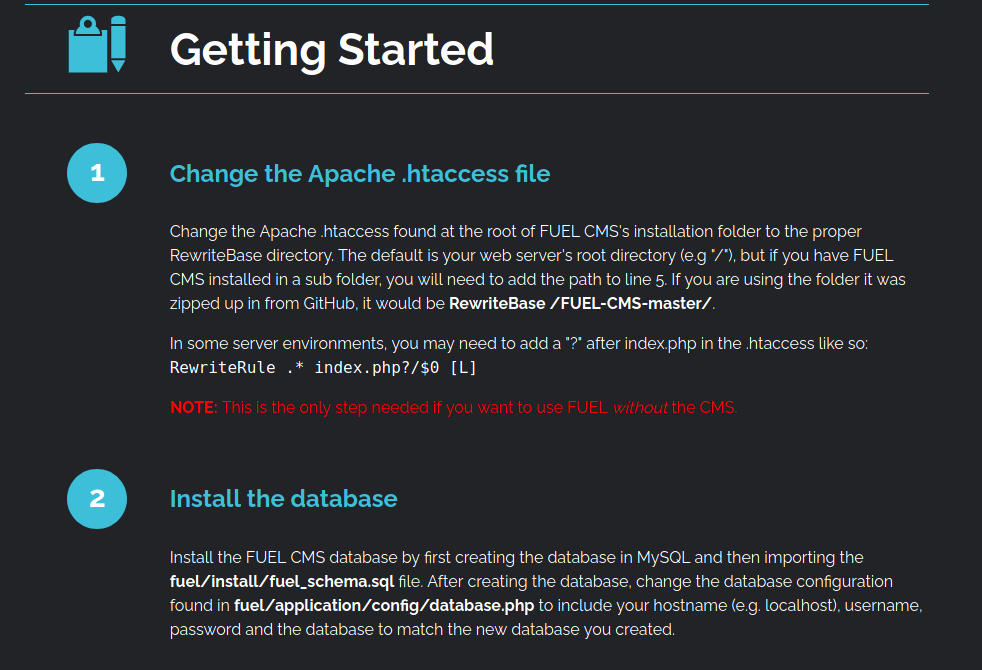 Getting Started
1
Change the Apache .htaccess file
Change the Apache .htaccess found at the root of FUEL CMS's installation folder to the proper
RewriteBase directory. The default is your web server's root directory (e.g "/"), but if you have FUEL
CMS installed in a sub folder, you will need to add the path to line 5. If you are using the folder it was
zipped up in from GitHub, it would be RewriteBase /FUEL-CMS-master/.
In some server environments, you may need to add a "?" after index.php in the .htaccess like so:
RewriteRule .* index.php?/$0 [L]
NOTE: This is the only step needed if you want to use FUEL without the CMS.
2
Install the database
Install the FUEL CMS database by first creating the database in MySQL and then importing the
fuel/install/fuel_schema.sql file. After creating the database, change the database configuration
found in fuel/application/config/database.php to include your hostname (e.g. localhost), username,
password and the database to match the new database you created.